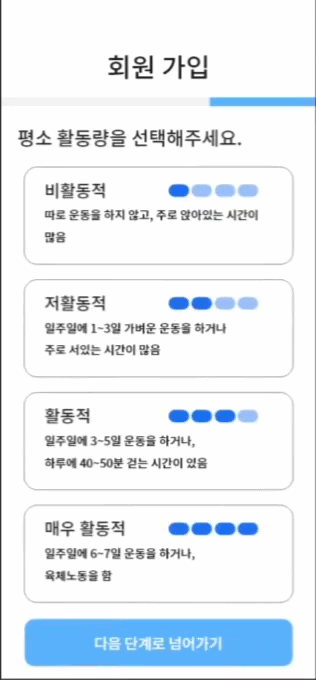 회원 가입
평소 활동량을 선택해주세요.
비활동적
따로 운동을 하지 않고, 주로 앉아있는 시간이
많음
저활동적
일주일에 1~3일 가벼운 운동을 하거나
주로 서있는 시간이 많음
활동적
일주일에 3~5일 운동을 하거나,
하루에 40~50분 걷는 시간이 있음
매우 활동적
일주일에 6~7일 운동을 하거나,
육체노동을 함
다음 단계로 넘어가기